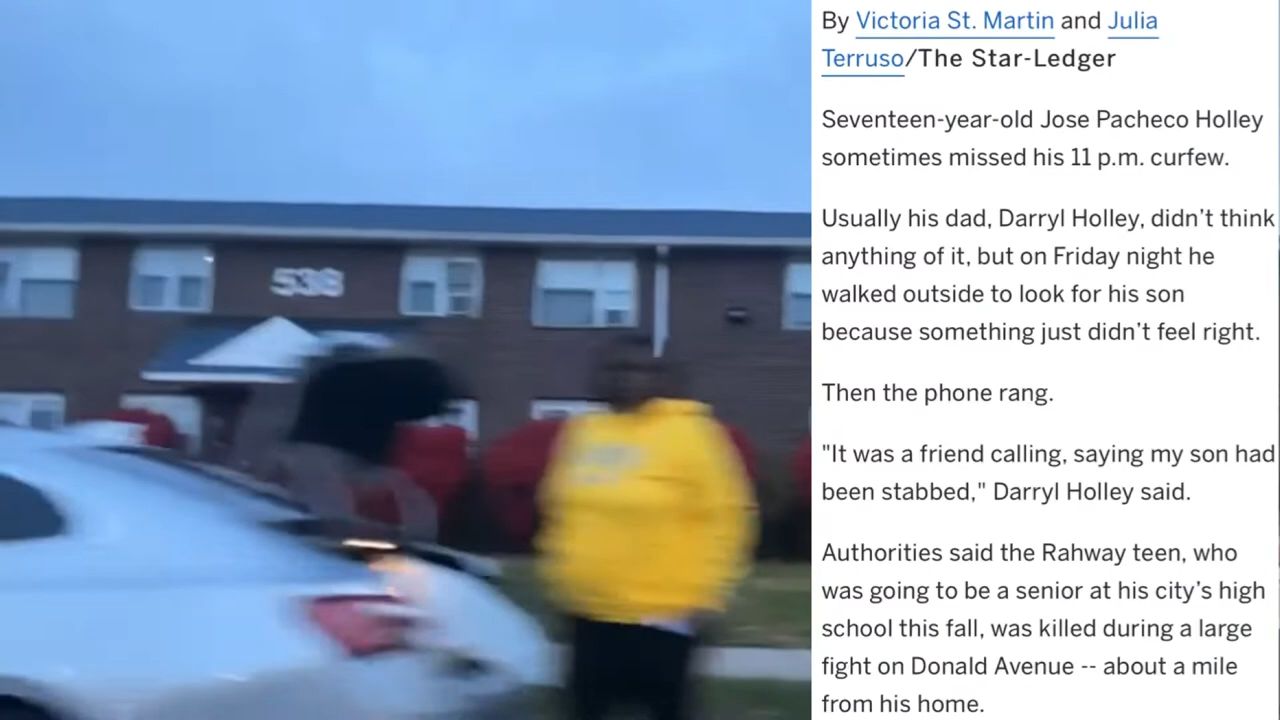 536
By Victoria St. Martin and Julia
Terruso/The Star-Ledger
Seventeen-year-old Jose Pacheco Holley
sometimes missed his 11 p.m. curfew.
Usually his dad, Darryl Holley, didn’t think
anything of it, but on Friday night he
walked outside to look for his son
because something just didn’t feel right.
Then the phone rang.
"It was a friend calling, saying my son had
been stabbed," Darryl Holley said.
Authorities said the Rahway teen, who
was going to be a senior at his city’s high
school this fall, was killed during a large
fight on Donald Avenue -- about a mile
from his home.